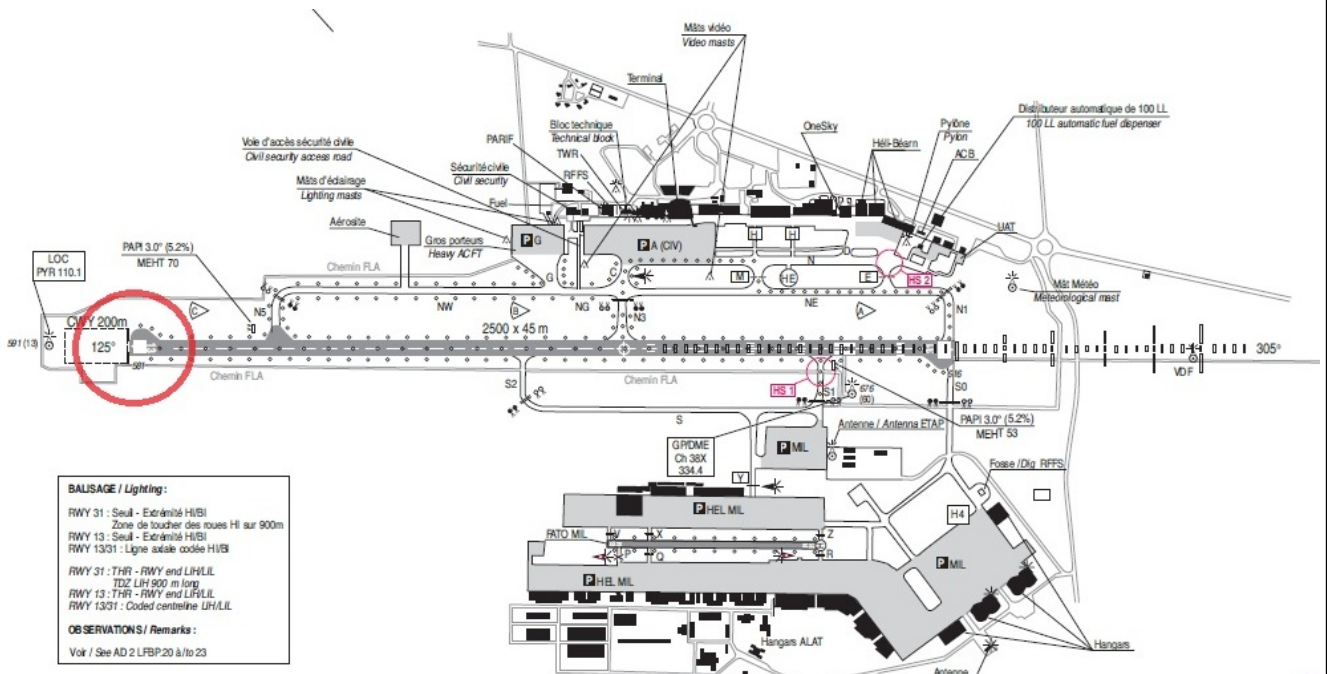 Mâts vidéo
Video masts
Terminal
Distributeur automatique de 100 LL
100 LL automatic fuel dispenser
Bloc technique
Technical block
OneSky
Pylône
Pylon
Voie d'accès sécurité civile
Civil security access road
PARIF
TWR
Héli-Béarn
ACB
Sécurité civile
Civil security
RFFS
Mâts d'éclairage
Lighting masts
Fuel
Aérosite
UAT
Gros porteurs
Heavy ACFT
P G
P A (CIV)
H
H
PAPI 3.0° (5.2%)
MEHT 70
LOC
PYR 110.1
Chemin FLA
G
C
N
D
M
HE
E
HS 2
Mât Météo
Meteorological mast
C
N5
NW
B
NG
N3
NE
A
N1
CWY 200m
2500 x 45 m
591 (13)
125°
581
305°
VDF
Chemin FLA
Chemin FLA
616
S2
HS 1
S1
676
(60)
S0
S
PAPI 3.0° (5.2%)
MEHT 53
GP/DME
Ch 38X
334.4
Antenne / Antenna ETAP
P MIL
Fosse / Dig RFFS
Y
BALISAGE / Lighting :
RWY 31 : Seuil - Extrémité HI/BI
Zone de toucher des roues HI sur 900m
RWY 13 : Seuil - Extrémité HI/BI
RWY 13/31 : Ligne axiale codée HI/BI
RWY 31 : THR - RWY end LIH/LIL
TDZ LIH 900 m long
RWY 13 : THR - RWY end LIH/LIL
RWY 13/31 : Coded centreline LIH/LIL
OBSERVATIONS / Remarks :
Voir / See AD 2 LFBP.20 à / to 23
P HEL MIL
H4
FATO MIL
V
X
Z
P
Q
R
P HEL MIL
P MIL
Hangars ALAT
Hangars
Antenne